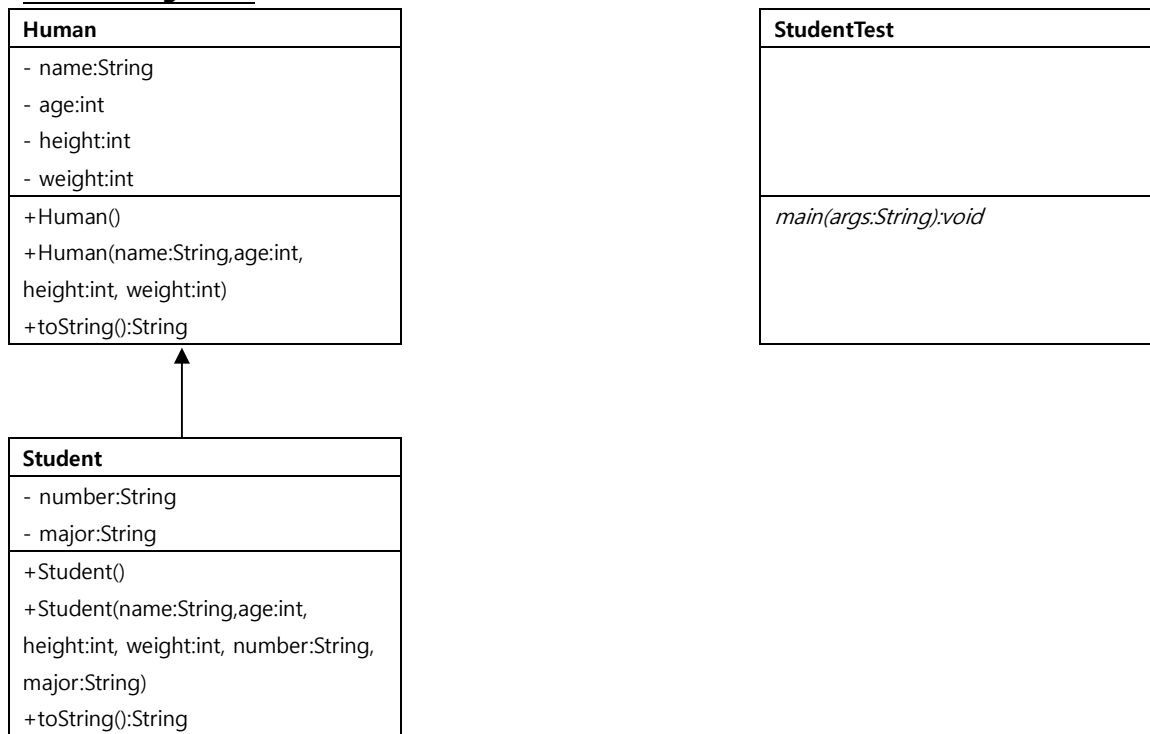 Human
- name:String
- age:int
- height:int
- weight:int
+Human()
+Human(name:String,age:int,
height:int, weight:int)
+toString():String
StudentTest
main(args:String):void
Student
- number:String
- major:String
+Student()
+Student(name:String,age:int,
height:int, weight:int, number:String,
major:String)
+toString():String